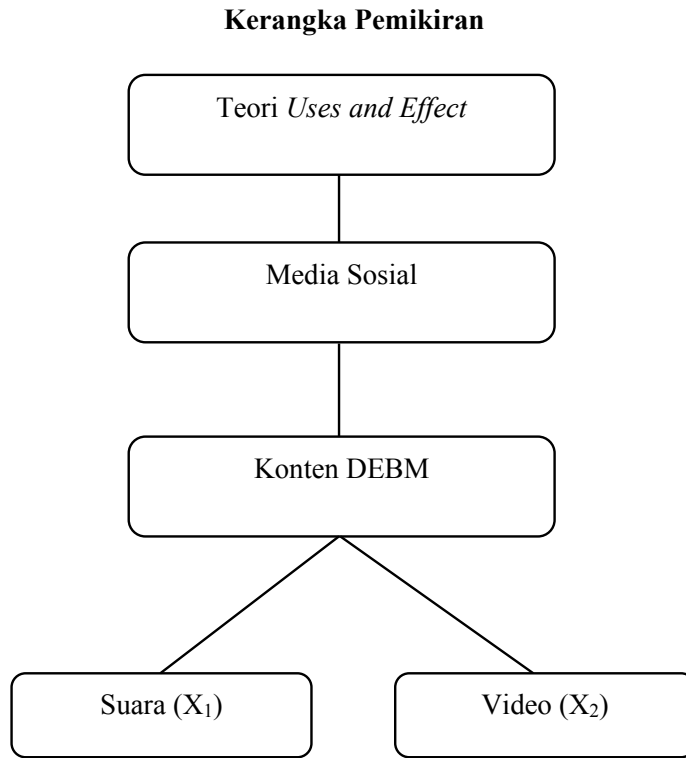 Kerangka Pemikiran
Teori Uses and Effect
Media Sosial
Konten DEBM
Suara (X₁)
Video (X₂)